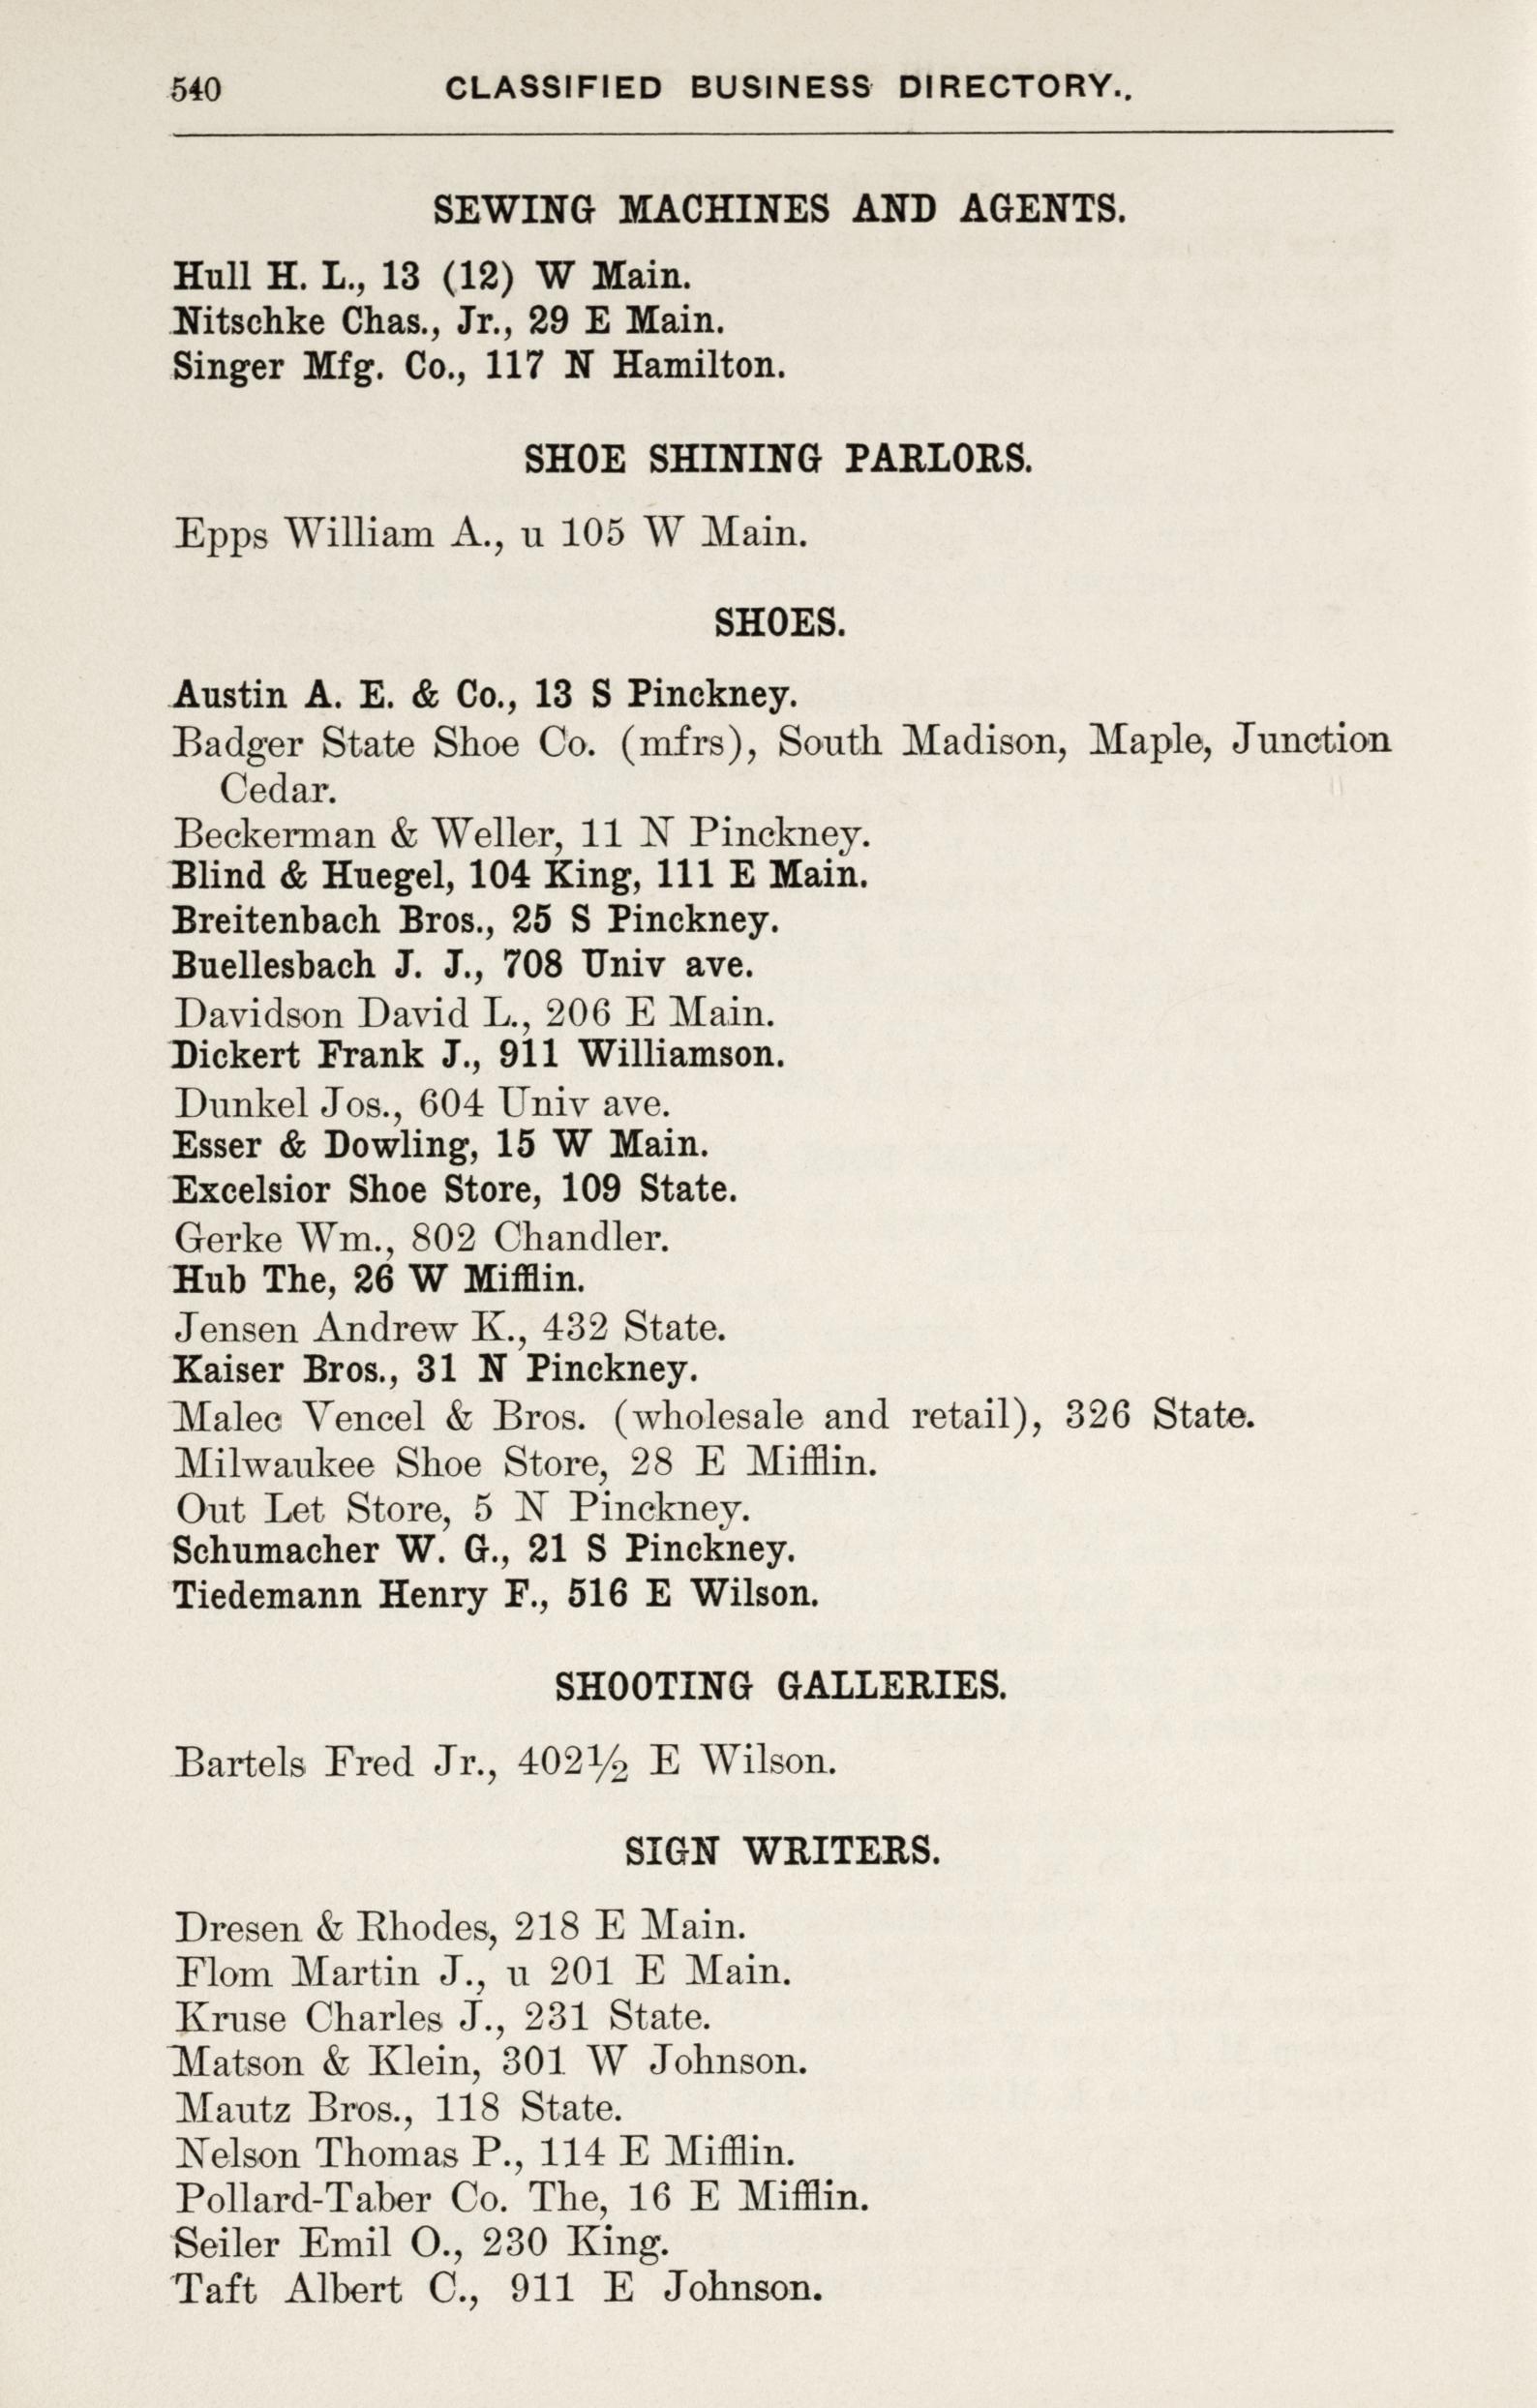 540 CLASSIFIED BUSINESS DIRECTORY..
SEWING MACHINES AND AGENTS.
Hull H. L., 13 (12) W Main.
Nitschke Chas., Jr., 29 E Main.
Singer Mfg. Co., 117 N Hamilton.
SHOE SHINING PARLORS.
Epps William A., u 105 W Main.
SHOES.
Austin A. E. & Co., 13 S Pinckney.
Badger State Shoe Co. (mfrs), South Madison, Maple, Junction
Cedar.
Beckerman & Weller, 11 N Pinckney.
Blind & Huegel, 104 King, 111 E Main.
Breitenbach Bros., 25 S Pinckney.
Buellesbach J. J., 708 Univ ave.
Davidson David L., 206 E Main.
Dickert Frank J., 911 Williamson.
Dunkel Jos., 604 Univ ave.
Esser & Dowling, 15 W Main.
Excelsior Shoe Store, 109 State.
Gerke Wm., 802 Chandler.
Hub The, 26 W Mifflin.
Jensen Andrew K., 432 State.
Kaiser Bros., 31 N Pinckney.
Malec Vencel & Bros. (wholesale and retail), 326 State.
Milwaukee Shoe Store, 28 E Mifflin.
Out Let Store, 5 N Pinckney.
Schumacher W. G., 21 S Pinckney.
Tiedemann Henry F., 516 E Wilson.
SHOOTING GALLERIES.
Bartels Fred Jr., 402½ E Wilson.
SIGN WRITERS.
Dresen & Rhodes, 218 E Main.
Flom Martin J., u 201 E Main.
Kruse Charles J., 231 State.
Matson & Klein, 301 W Johnson.
Mautz Bros., 118 State.
Nelson Thomas P., 114 E Mifflin.
Pollard-Taber Co. The, 16 E Mifflin.
Seiler Emil O., 230 King.
Taft Albert C., 911 E Johnson.